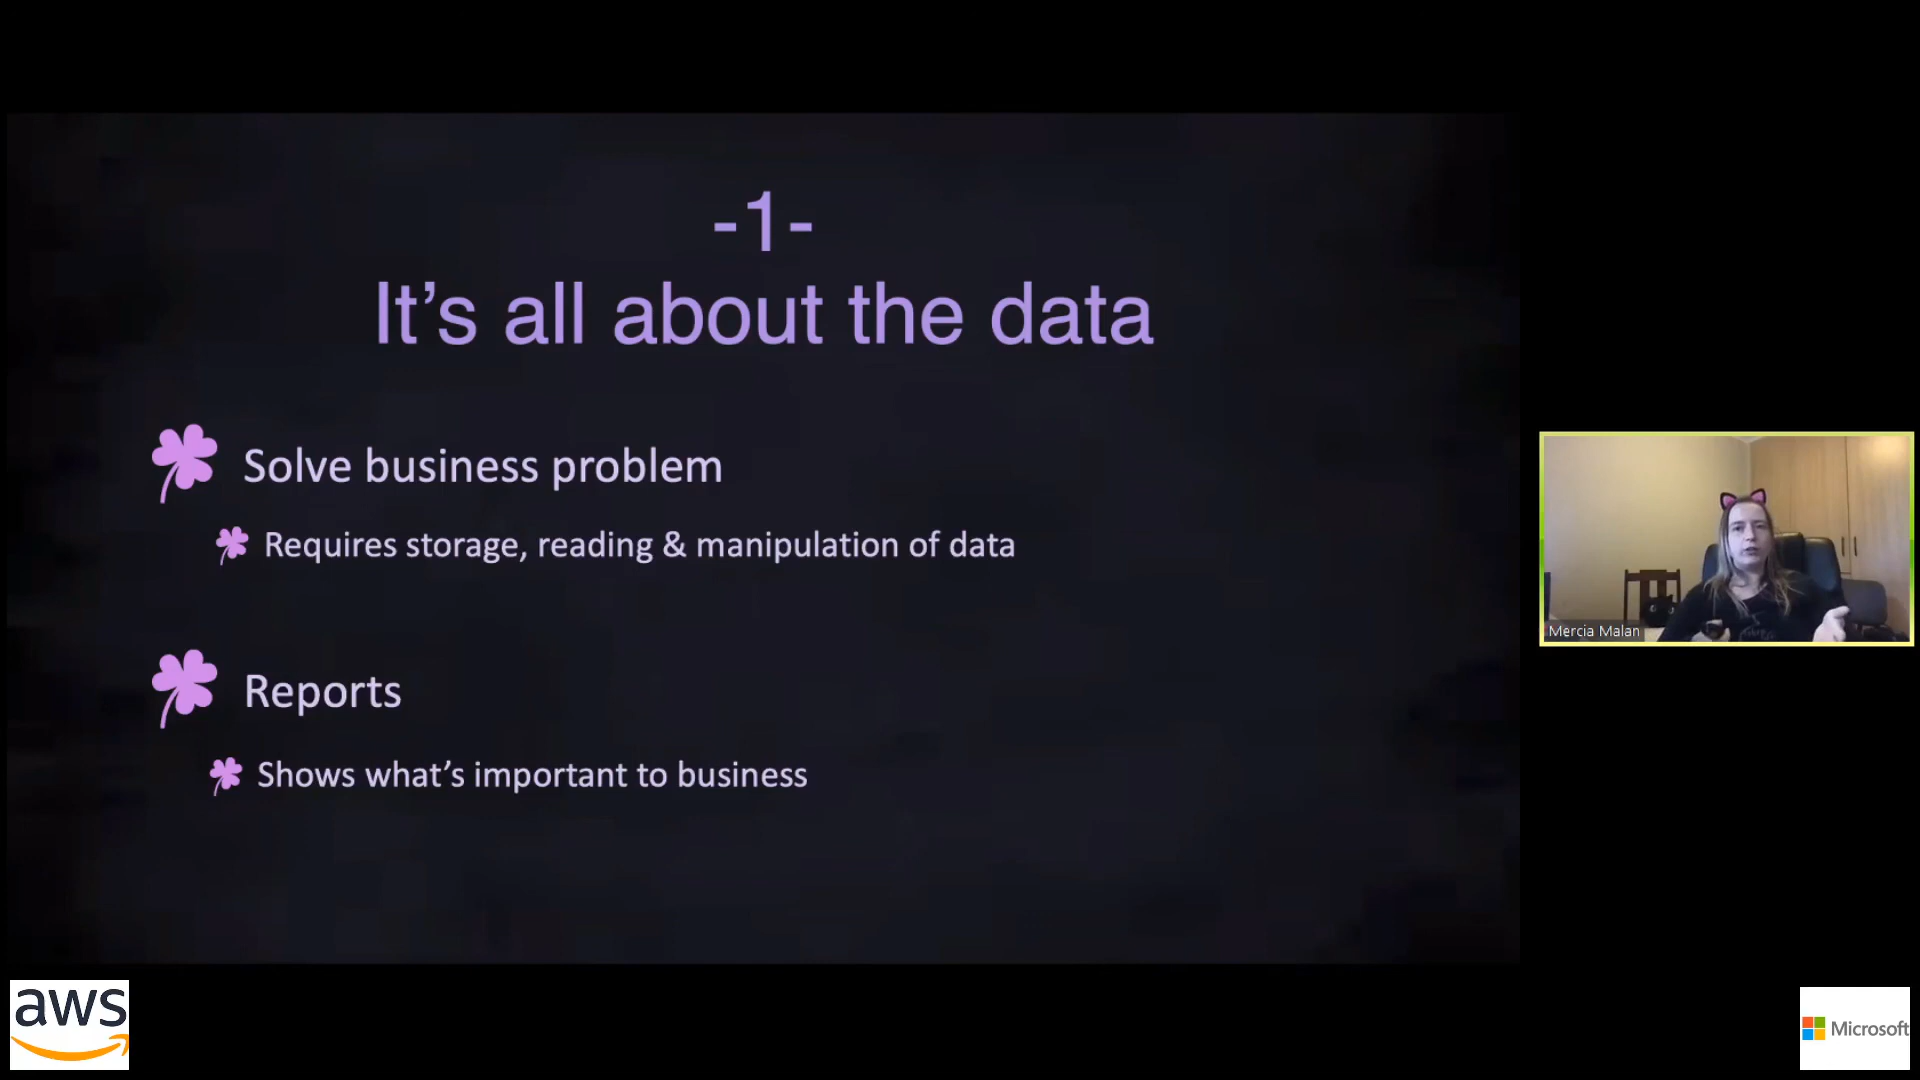 -1-
It’s all about the data
Solve business problem
Requires storage, reading & manipulation of data
Reports
Shows what’s important to business
Mercia Malan
aws
Microsoft